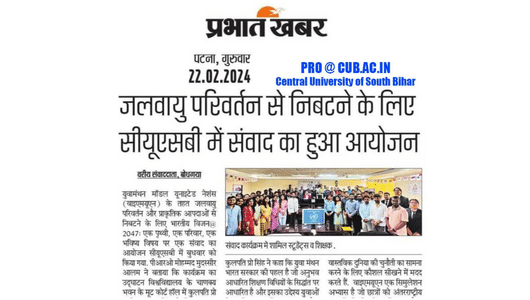 प्रभात खबर
पटना, गुरुवार
22.02.2024
PRO @ CUB.AC.IN
Central University of South Bihar
जलवायु परिवर्तन से निबटने के लिए
सीयूएसबी में संवाद का हुआ आयोजन
वरीय संवाददाता, बोधगया
युवामंथन मॉडल यूनाइटेड नेशंस
(वाइएमयूएन) के तहत जलवायु
परिवर्तन और प्राकृतिक आपदाओं से
निबटने के लिए भारतीय विजन@
2047: एक पृथ्वी, एक परिवार, एक
भविष्य विषय पर एक संवाद का
आयोजन सीयूएसबी में बुधवार को
किया गया. पीआरओ मोहम्मद मुदस्सीर
आलम ने बताया कि कार्यक्रम का
उद्घाटन विश्वविद्यालय के चाणक्य
भवन के मूट कोर्ट हॉल में कुलपति प्रो
संवाद कार्यक्रम में शामिल स्टूडेंट्स व शिक्षक .
कुलपति प्रो सिंह ने कहा कि युवा मंथन
भारत सरकार की पहल है जो अनुभव
आधारित शिक्षण विधियों के सिद्धांत पर
आधारित है और इसका उद्देश्य युवाओं
वास्तविक दुनिया की चुनौती का सामना
करने के लिए कौशल सीखने में मदद
करते हैं. वाइएमयूएन एक सिमुलेशन
अभ्यास है जो छात्रों को अंतरराष्ट्रीय